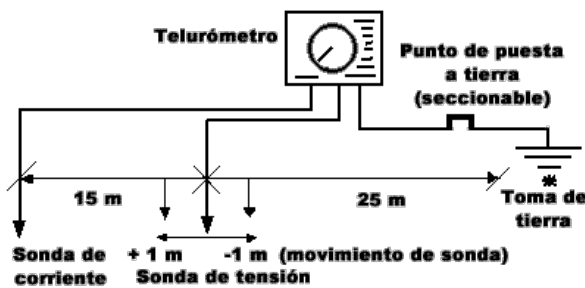 Telurómetro
Punto de puesta
a tierra
(seccionable)
15 m
25 m
Toma de
tierra
Sonda de
corriente
+ 1 m
-1 m (movimiento de sonda)
Sonda de tensión